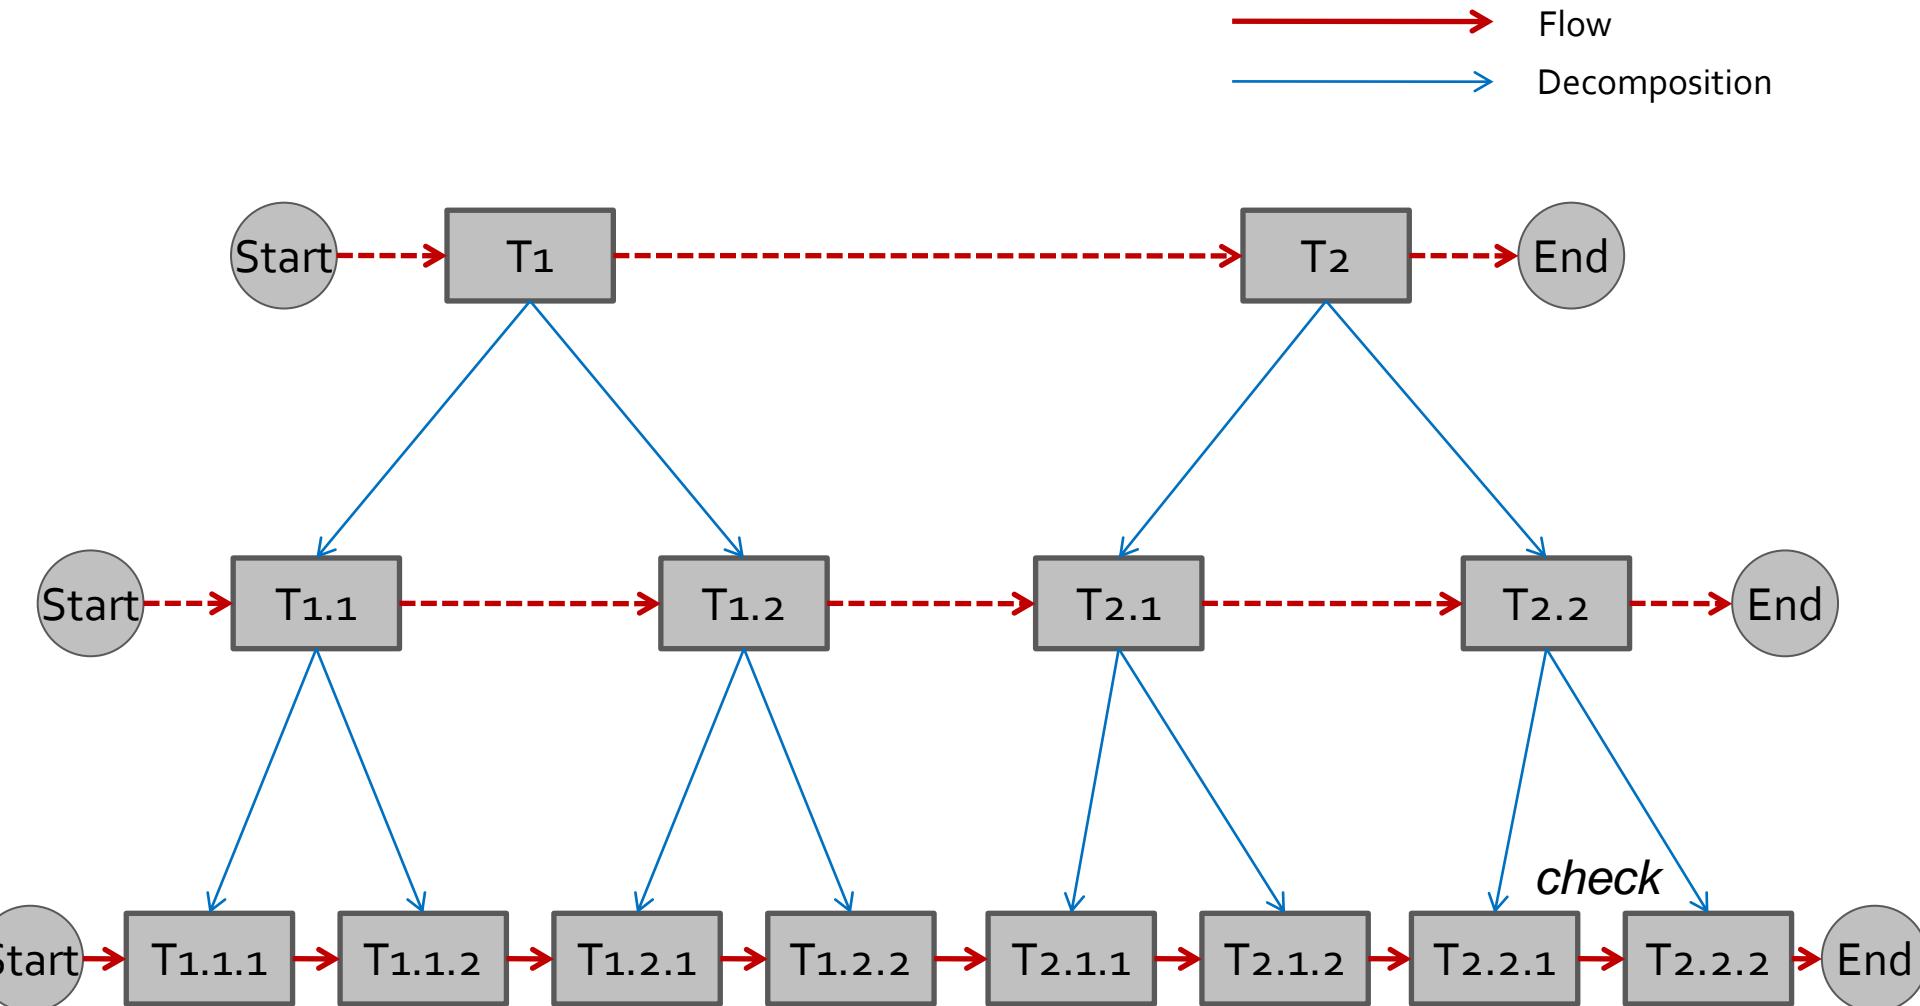 Flow
Decomposition
Start T1 T2 End
Start T1.1 T1.2 T2.1 T2.2 End
check
Start T1.1.1 T1.1.2 T1.2.1 T1.2.2 T2.1.1 T2.1.2 T2.2.1 T2.2.2 End